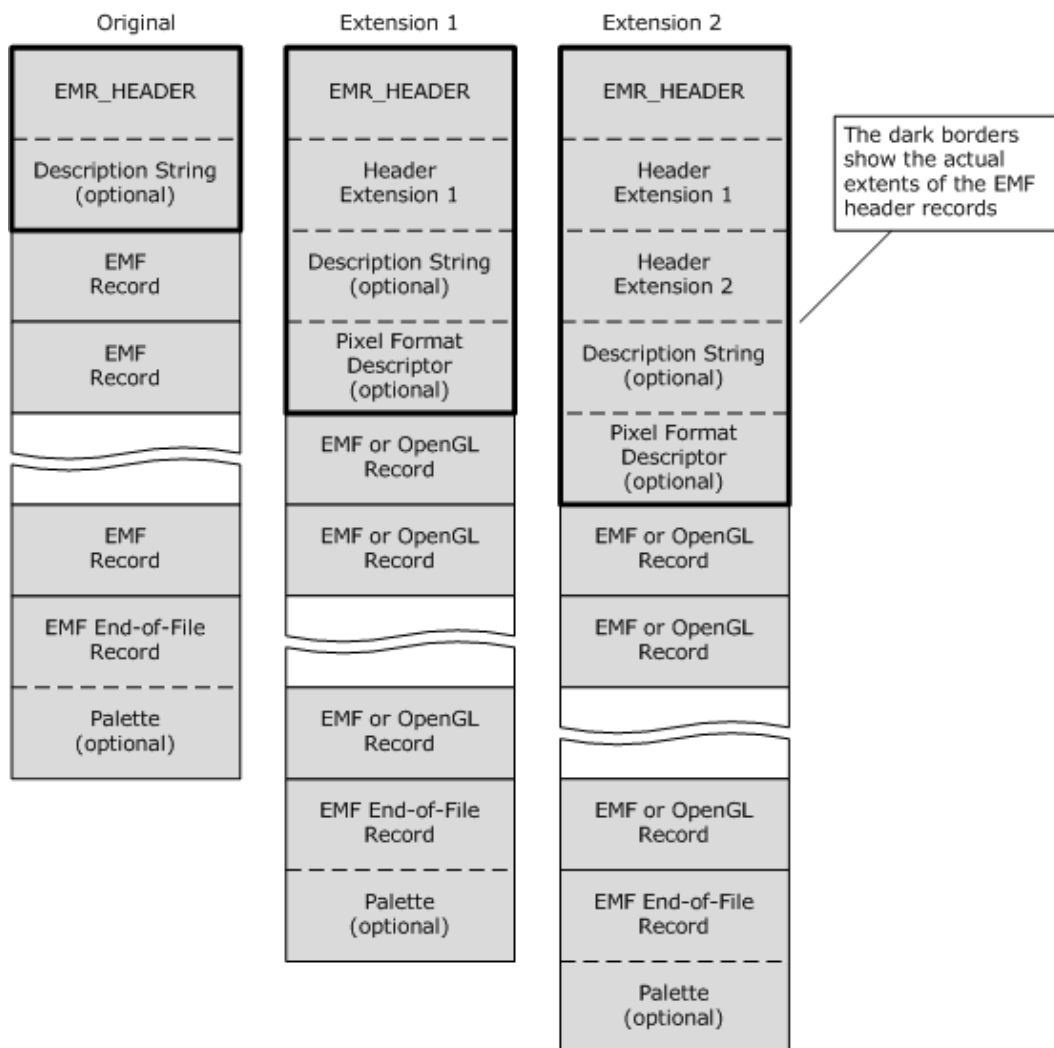 Original
EMR_HEADER
Description String
(optional)
EMF
Record
EMF
Record
EMF
Record
EMF End-of-File
Record
Palette
(optional)
Extension 1
EMR_HEADER
Header
Extension 1
Description String
(optional)
Pixel Format
Descriptor
(optional)
EMF or OpenGL
Record
EMF or OpenGL
Record
EMF or OpenGL
Record
EMF End-of-File
Record
Palette
(optional)
Extension 2
EMR_HEADER
Header
Extension 1
Header
Extension 2
Description String
(optional)
Pixel Format
Descriptor
(optional)
EMF or OpenGL
Record
EMF or OpenGL
Record
EMF or OpenGL
Record
EMF End-of-File
Record
Palette
(optional)
The dark borders
show the actual
extents of the EMF
header records